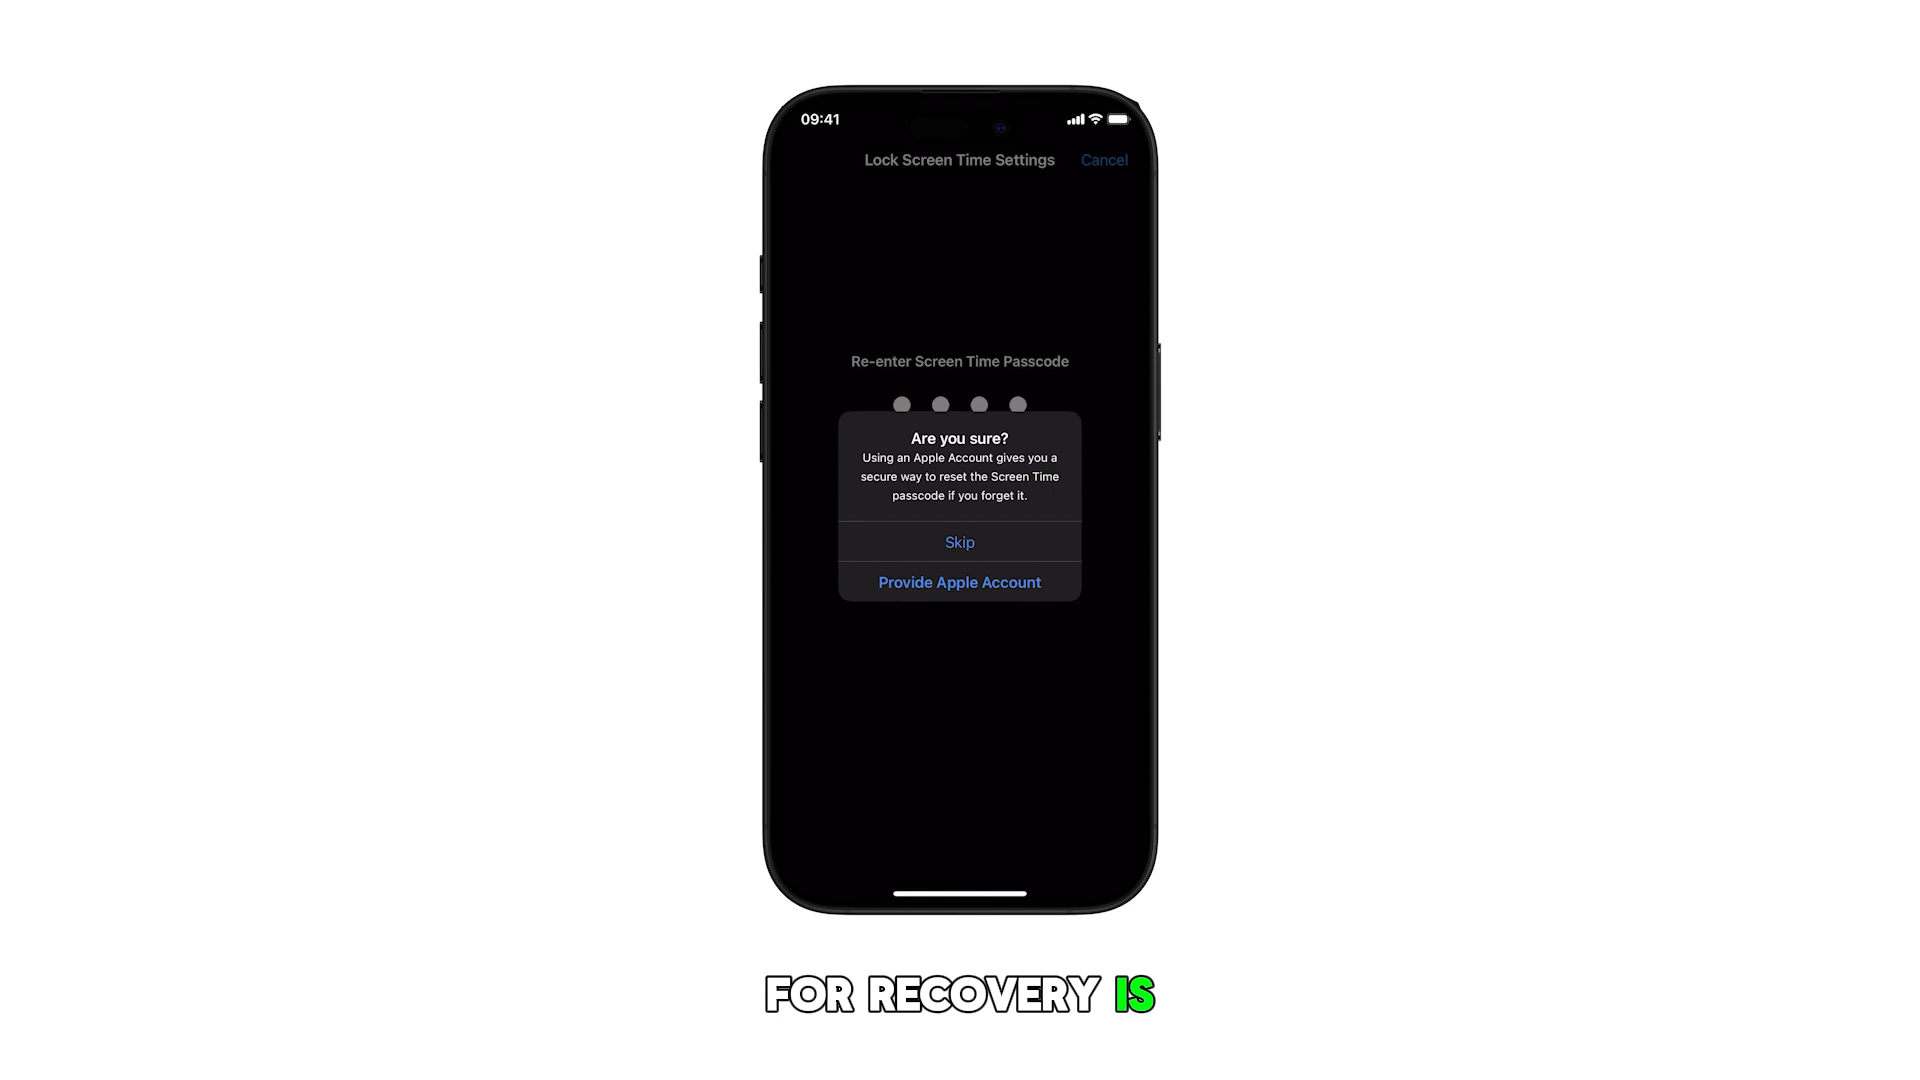 09:41
Lock Screen Time Settings
Cancel
Re-enter Screen Time Passcode
Are you sure?
Using an Apple Account gives you a
secure way to reset the Screen Time
passcode if you forget it.
Skip
Provide Apple Account
FOR RECOVERY IS